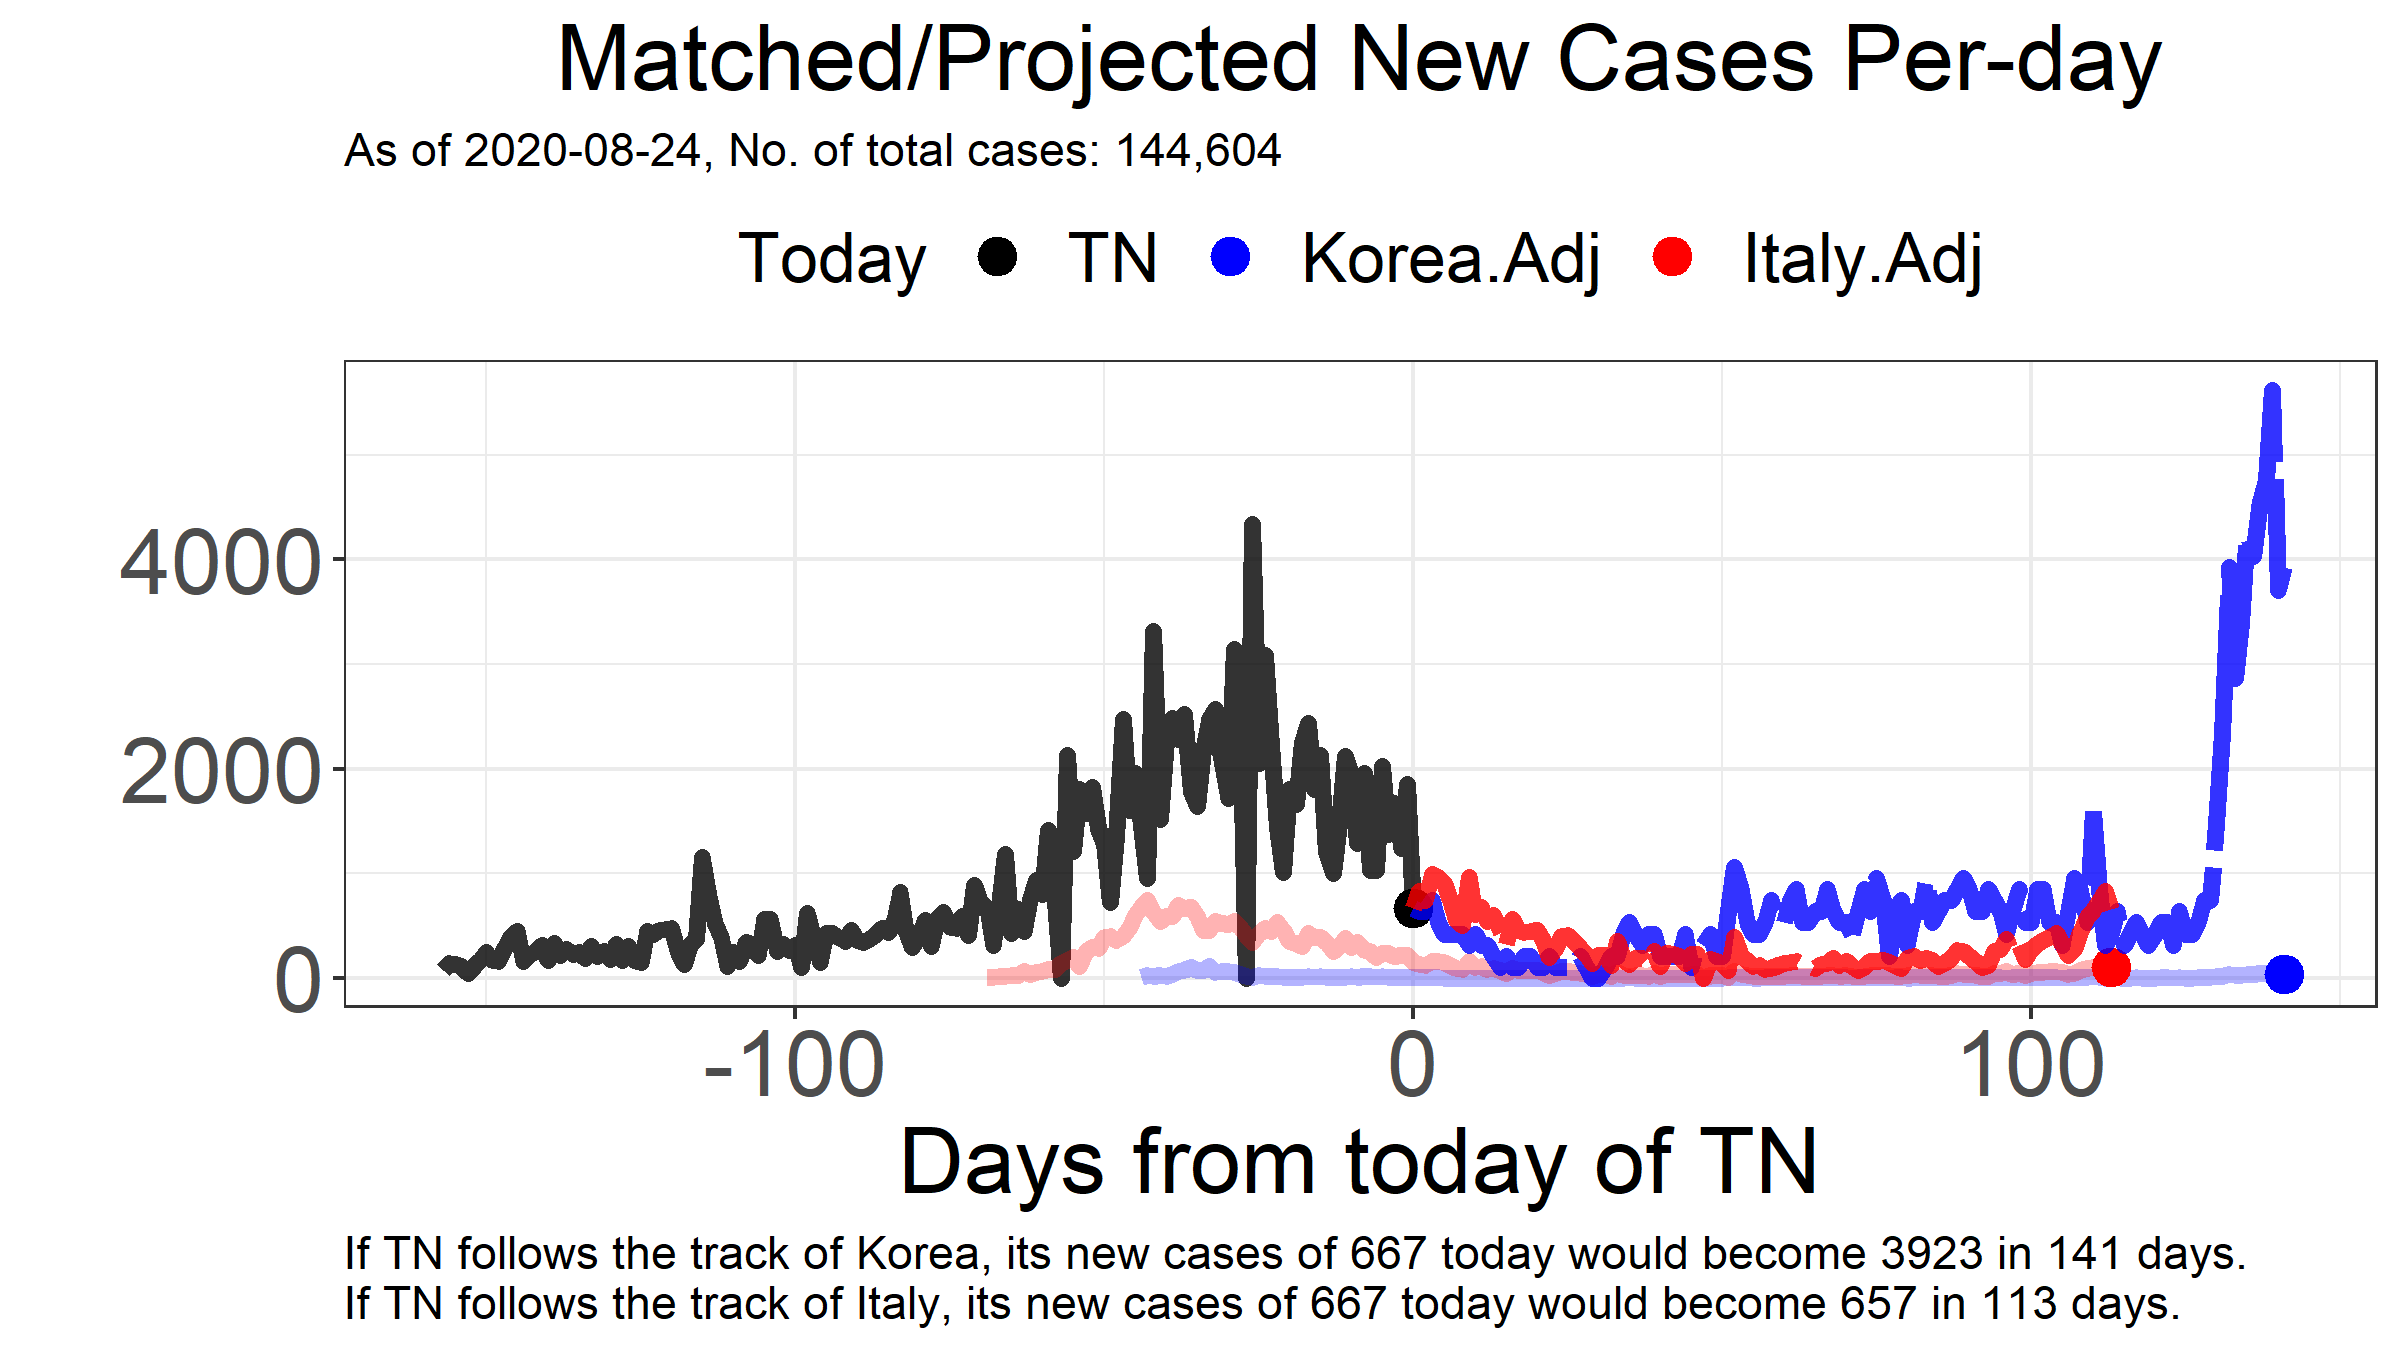 Matched/Projected New Cases Per-day
As of 2020-08-24, No. of total cases: 144,604
Today TN Korea.Adj Italy.Adj
4000
2000
0
-100 0 100
Days from today of TN
If TN follows the track of Korea, its new cases of 667 today would become 3923 in 141 days.
If TN follows the track of Italy, its new cases of 667 today would become 657 in 113 days.